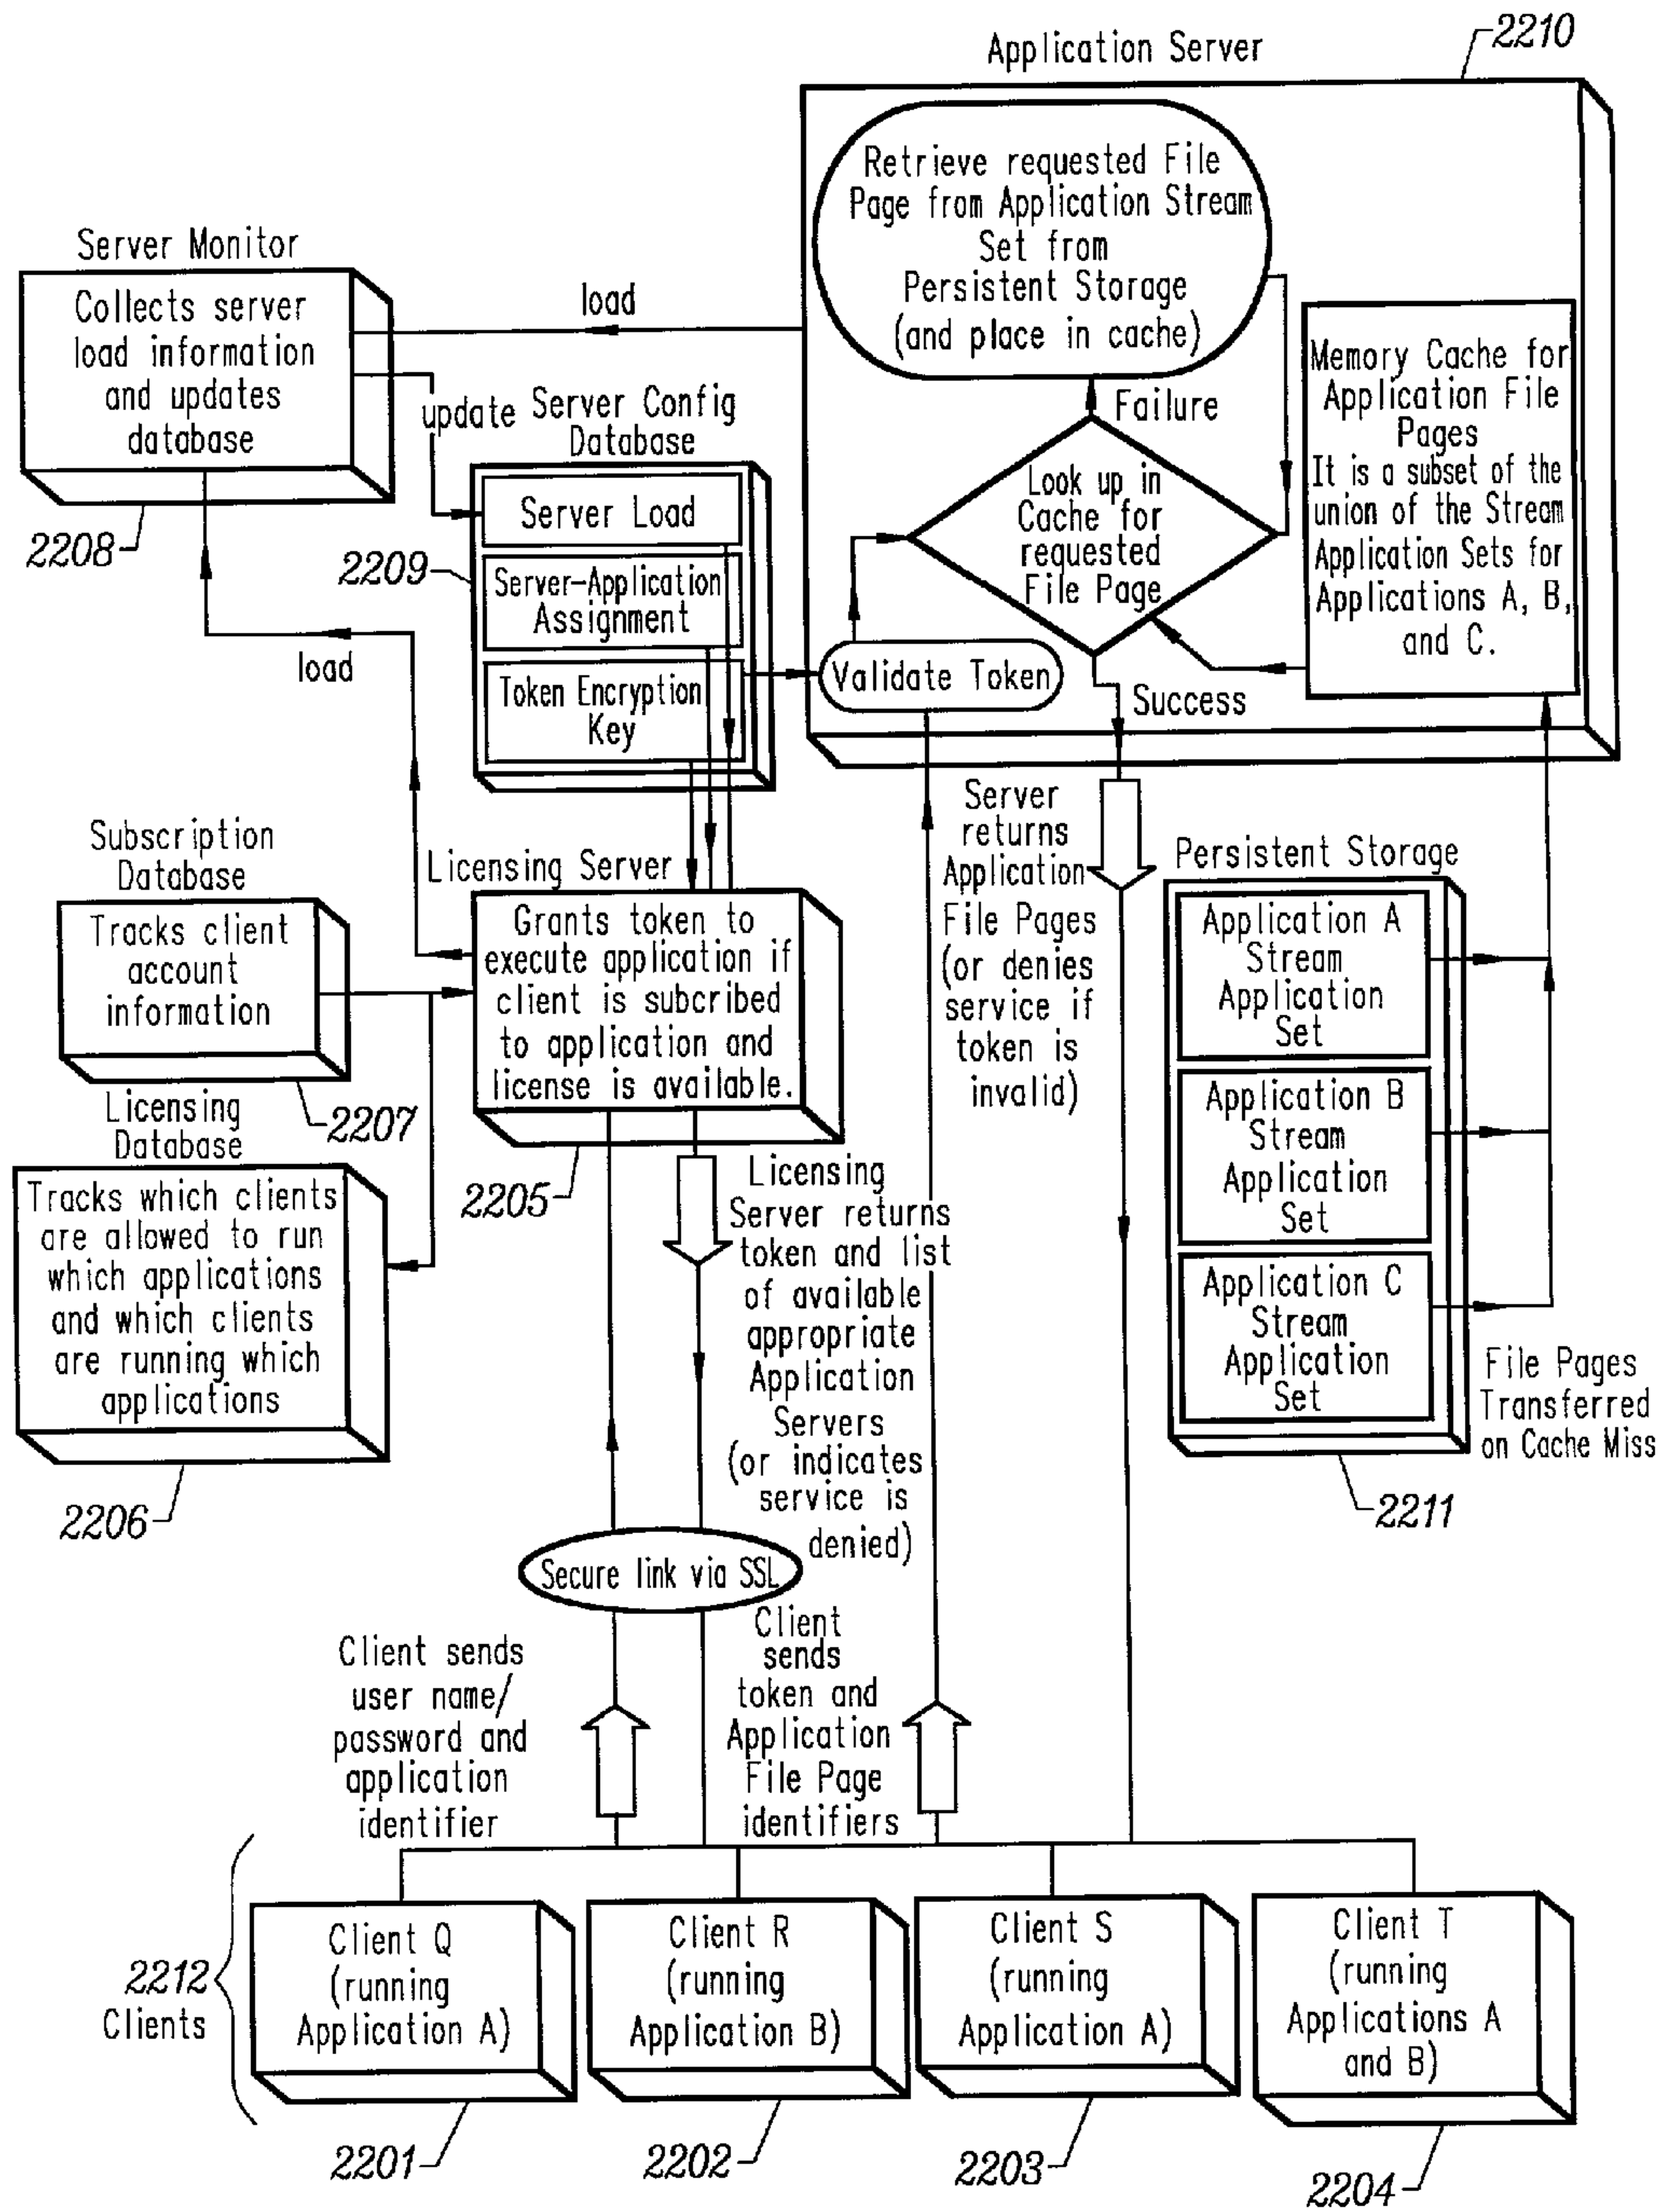 Application Server
2210
Retrieve requested File
Page from Application Stream
Set from
Persistent Storage
(and place in cache)
Failure
Look up in
Cache for
requested
File Page
Memory Cache for
Application File
Pages
It is a subset of the
union of the Stream
Application Sets for
Applications A, B,
and C.
Validate Token
Success
Server Monitor
Collects server
load information
and updates
database
2208
load
update
load
Server Config
Database
Server Load
2209
Server-Application
Assignment
Token Encryption
Key
Subscription
Database
Tracks client
account
information
2207
Licensing Server
Grants token to
execute application if
client is subcribed
to application and
license is available.
2205
Licensing
Database
Tracks which clients
are allowed to run
which applications
and which clients
are running which
applications
2206
Server
returns
Application
File Pages
(or denies
service if
token is
invalid)
Persistent Storage
Application A
Stream
Application
Set
Application B
Stream
Application
Set
Application C
Stream
Application
Set
2211
File Pages
Transferred
on Cache Miss
Licensing
Server returns
token and list
of available
appropriate
Application
Servers
(or indicates
service is
denied)
Secure link via SSL
Client sends
user name/
password and
application
identifier
Client
sends
token and
Application
File Page
identifiers
2212
Clients
Client Q
(running
Application A)
2201
Client R
(running
Application B)
2202
Client S
(running
Application A)
2203
Client T
(running
Applications A
and B)
2204